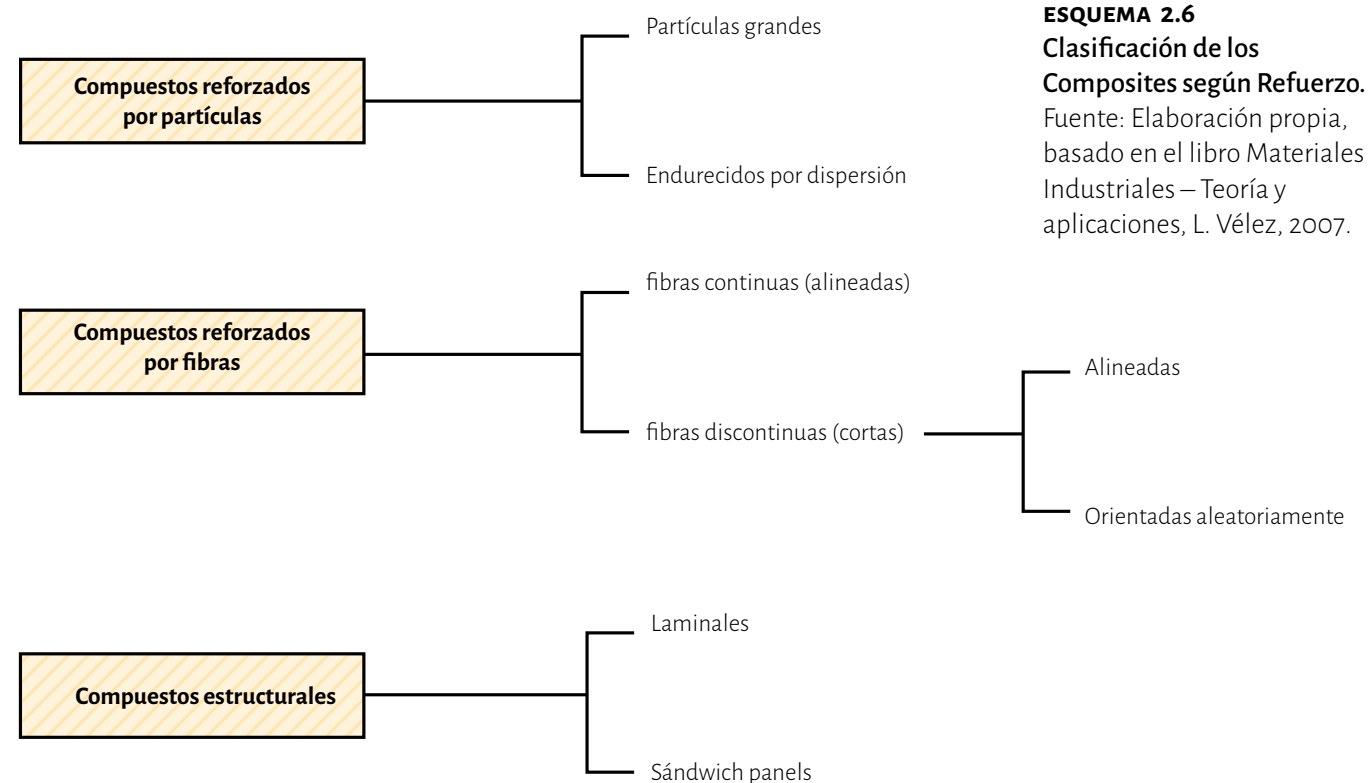 ESQUEMA 2.6
Clasificación de los
Composites según Refuerzo.
Fuente: Elaboración propia,
basado en el libro Materiales
Industriales – Teoría y
aplicaciones, L. Vélez, 2007.
Compuestos reforzados
por partículas
Partículas grandes
Endurecidos por dispersión
Compuestos reforzados
por fibras
fibras continuas (alineadas)
fibras discontinuas (cortas)
Alineadas
Orientadas aleatoriamente
Compuestos estructurales
Laminales
Sándwich panels